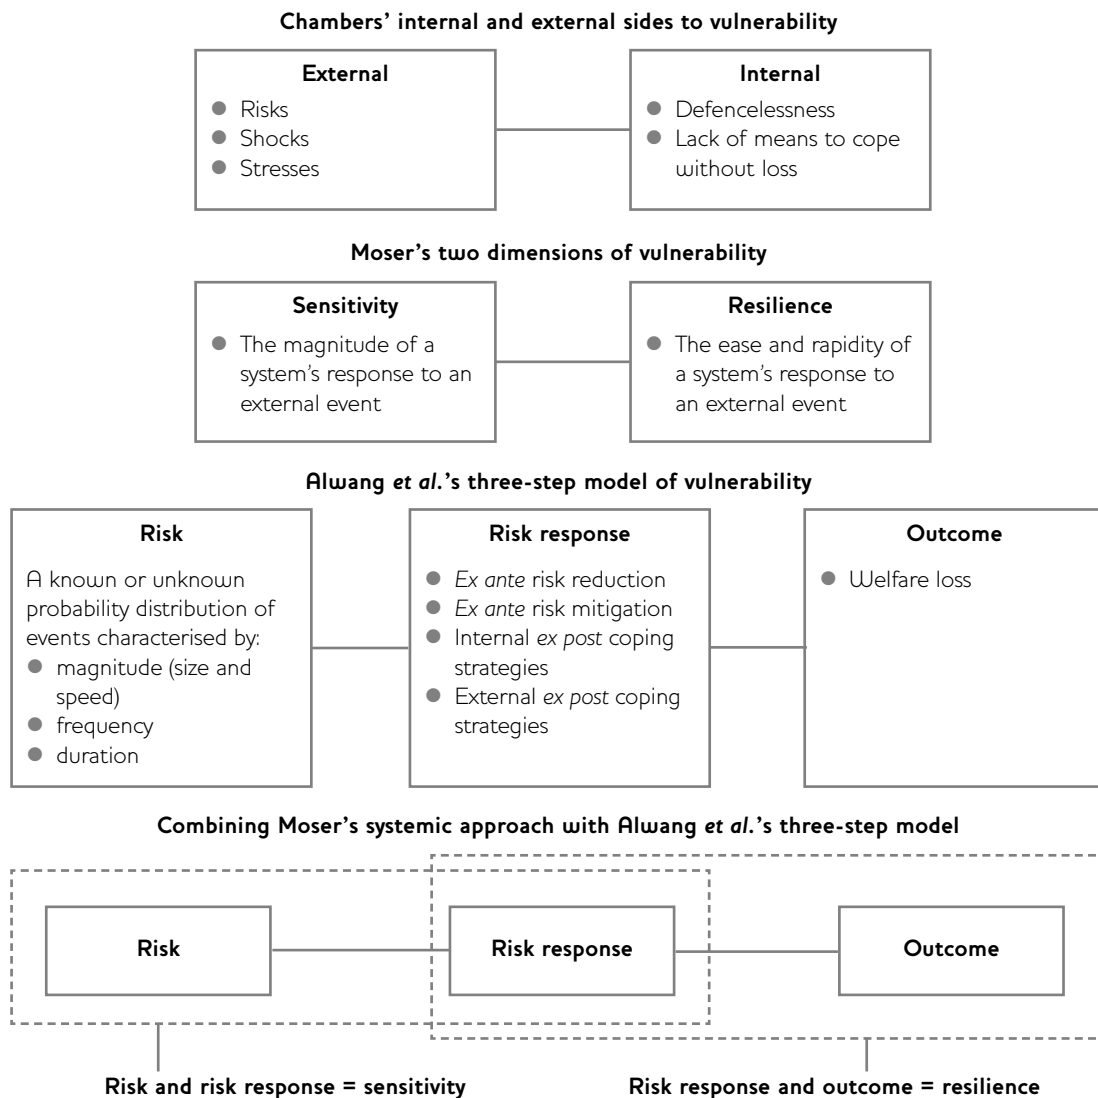 Chambers’ internal and external sides to vulnerability
External
● Risks
● Shocks
● Stresses
Internal
● Defencelessness
● Lack of means to cope
without loss
Moser’s two dimensions of vulnerability
Sensitivity
● The magnitude of a
system’s response to an
external event
Resilience
● The ease and rapidity of
a system’s response to
an external event
Alwang et al.’s three-step model of vulnerability
Risk
A known or unknown
probability distribution of
events characterised by:
● magnitude (size and
speed)
● frequency
● duration
Risk response
● Ex ante risk reduction
● Ex ante risk mitigation
● Internal ex post coping
strategies
● External ex post coping
strategies
Outcome
● Welfare loss
Combining Moser’s systemic approach with Alwang et al.’s three-step model
Risk
Risk response
Outcome
Risk and risk response = sensitivity
Risk response and outcome = resilience